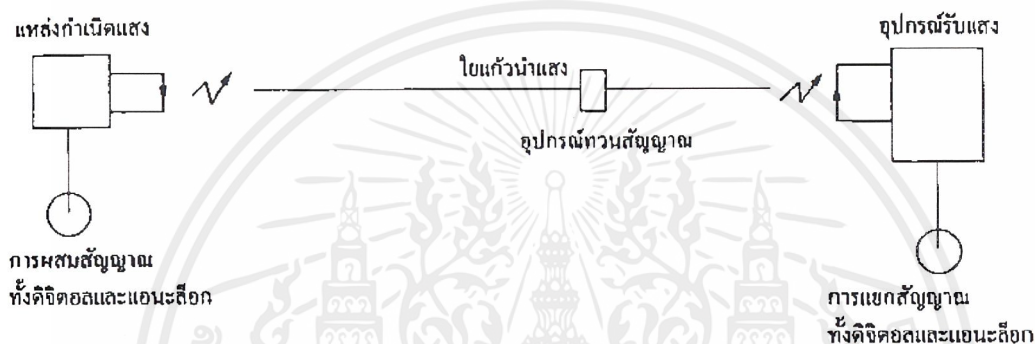 แหล่งกำเนิดแสง
อุปกรณ์รับแสง
ใยแก้วนำแสง
อุปกรณ์ทวนสัญญาณ
การผสมสัญญาณ
ทั้งดิจิตอลและแอนะล็อก
การแยกสัญญาณ
ทั้งดิจิตอลและแอนะล็อก